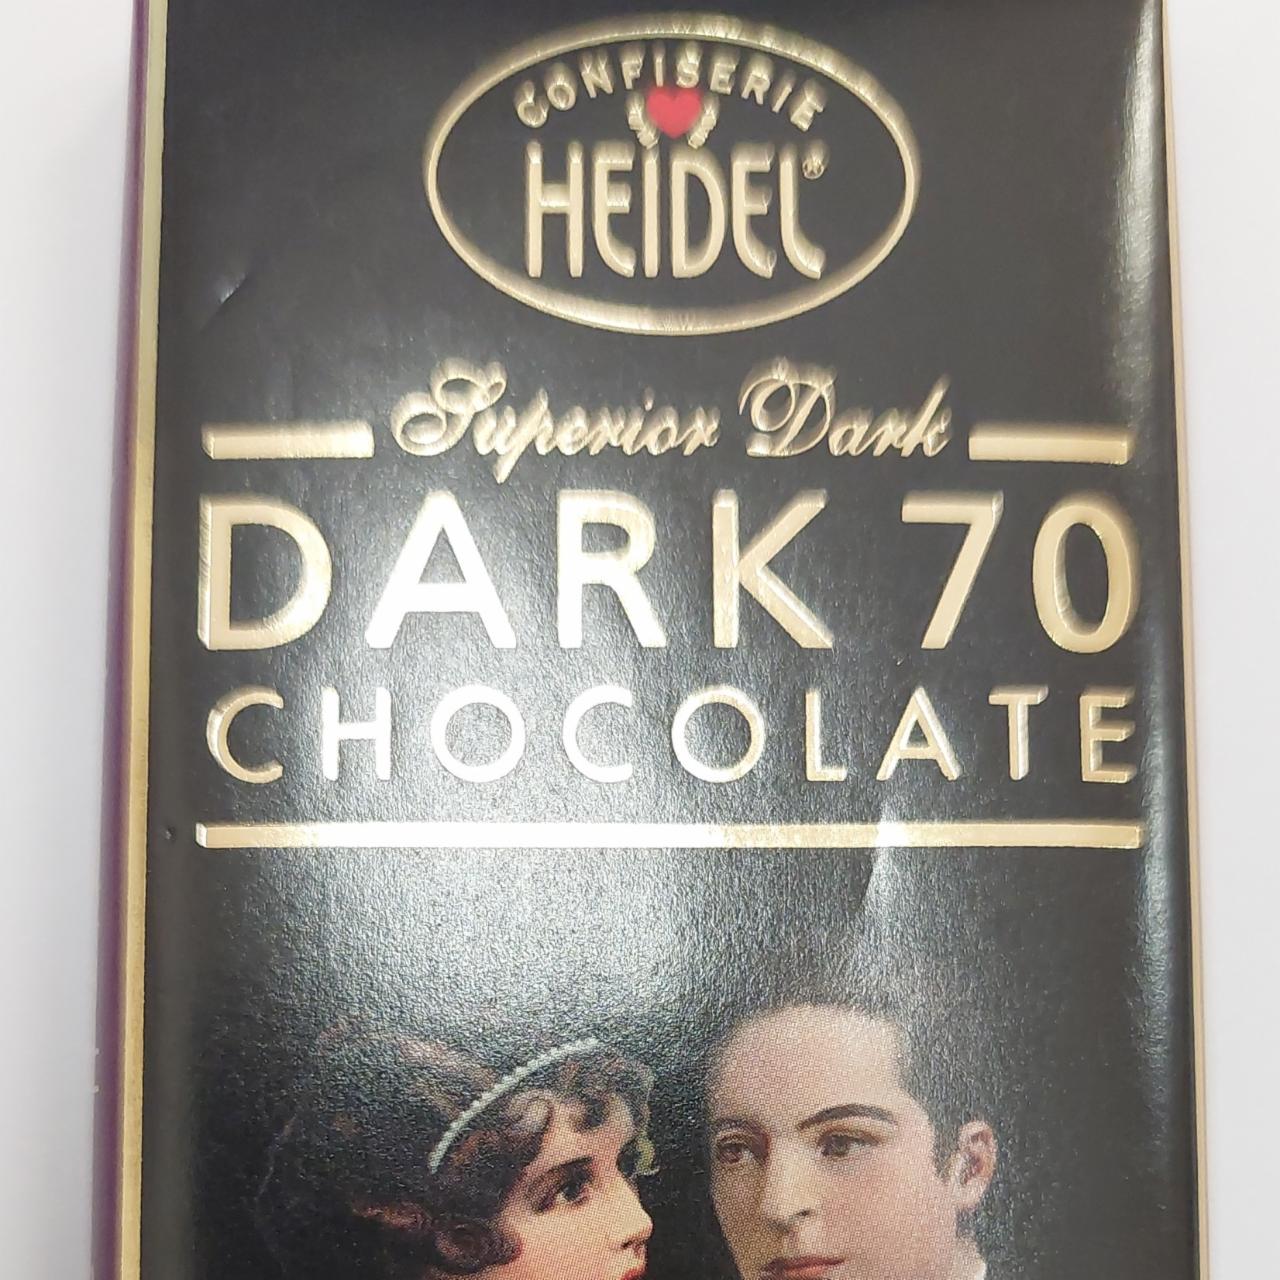 CONFISERIE
HEIDEL®
Superior Dark
DARK 70
CHOCOLATE